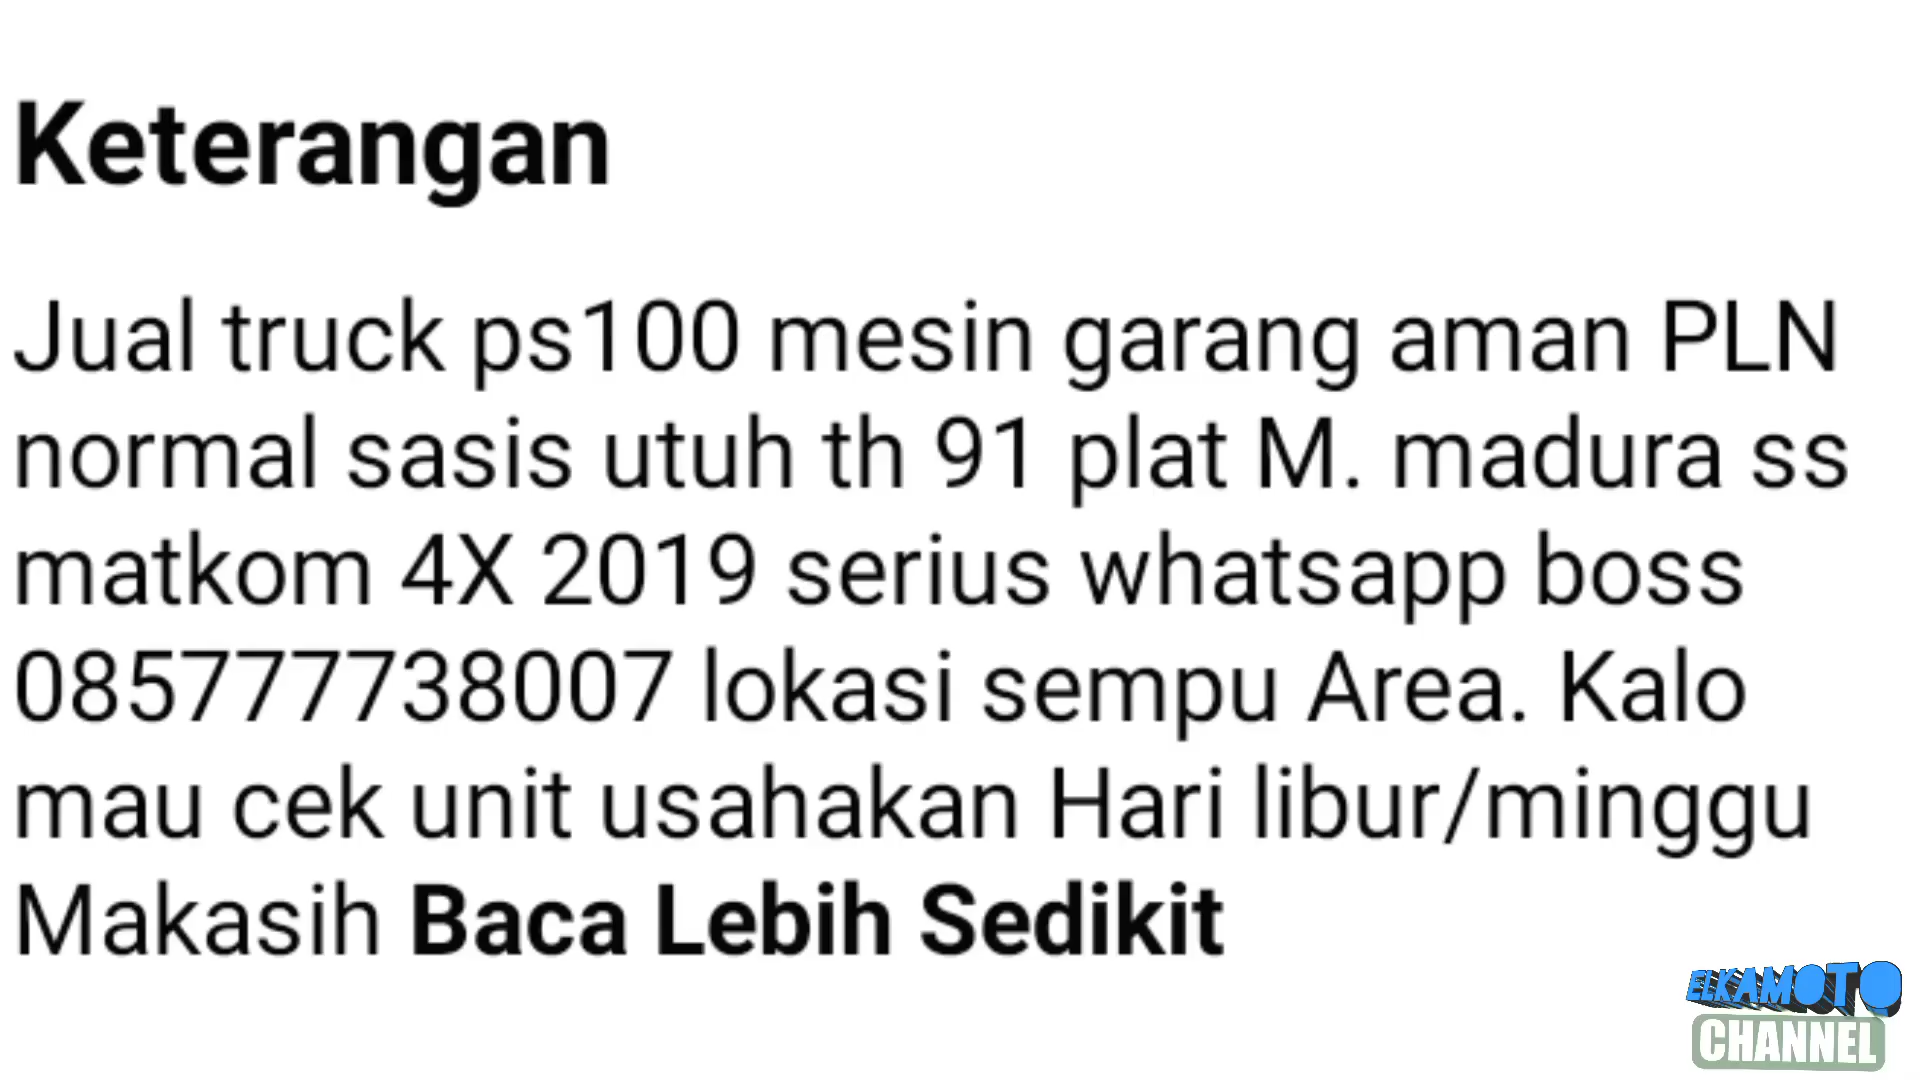 Keterangan
Jual truck ps100 mesin garang aman PLN
normal sasis utuh th 91 plat M. madura ss
matkom 4X 2019 serius whatsapp boss
085777738007 lokasi sempu Area. Kalo
mau cek unit usahakan Hari libur/minggu
Makasih Baca Lebih Sedikit
ELKAMOTO
CHANNEL